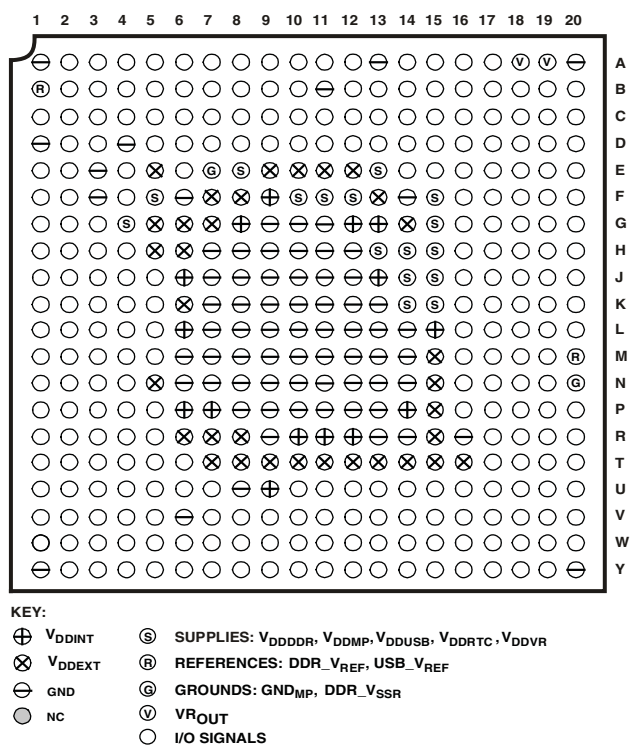 1 2 3 4 5 6 7 8 9 10 11 12 13 14 15 16 17 18 19 20
V V A
R B
C
D
G S S E
S S S S S F
S S G
S S S H
S S J
S S K
L
R M
G N
P
R
T
U
V
W
Y
KEY:
VDDINT S SUPPLIES: VDDDDR, VDDMP, VDDUSB, VDDRTC, VDDVR
VDDEXT R REFERENCES: DDR_VREF, USB_VREF
GND G GROUNDS: GNDMP, DDR_VSSR
NC V VROUT
I/O SIGNALS